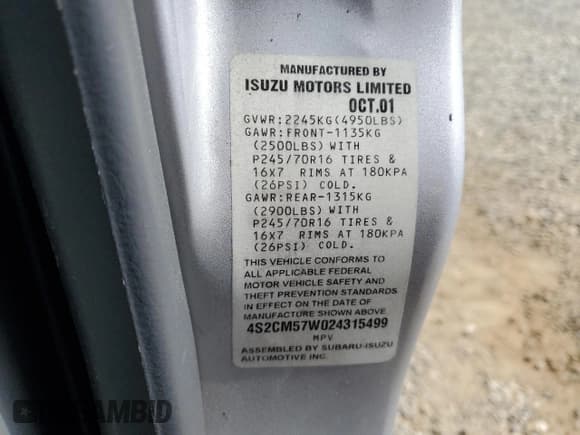 MANUFACTURED BY
ISUZU MOTORS LIMITED
OCT.01
GVWR:2245KG(4950LBS)
GAWR:FRONT-1135KG
(2500LBS) WITH
P245/70R16 TIRES &
16X7 RIMS AT 180KPA
(26PSI) COLD.
GAWR:REAR-1315KG
(2900LBS) WITH
P245/70R16 TIRES &
16X7 RIMS AT 180KPA
(26PSI) COLD.
THIS VEHICLE CONFORMS TO
ALL APPLICABLE FEDERAL
MOTOR VEHICLE SAFETY AND
THEFT PREVENTION STANDARDS
IN EFFECT ON THE DATE OF
MANUFACTURE SHOWN ABOVE
4S2CM57W024315499
MPV
ASSEMBLED BY SUBARU-ISUZU
AUTOMOTIVE INC.